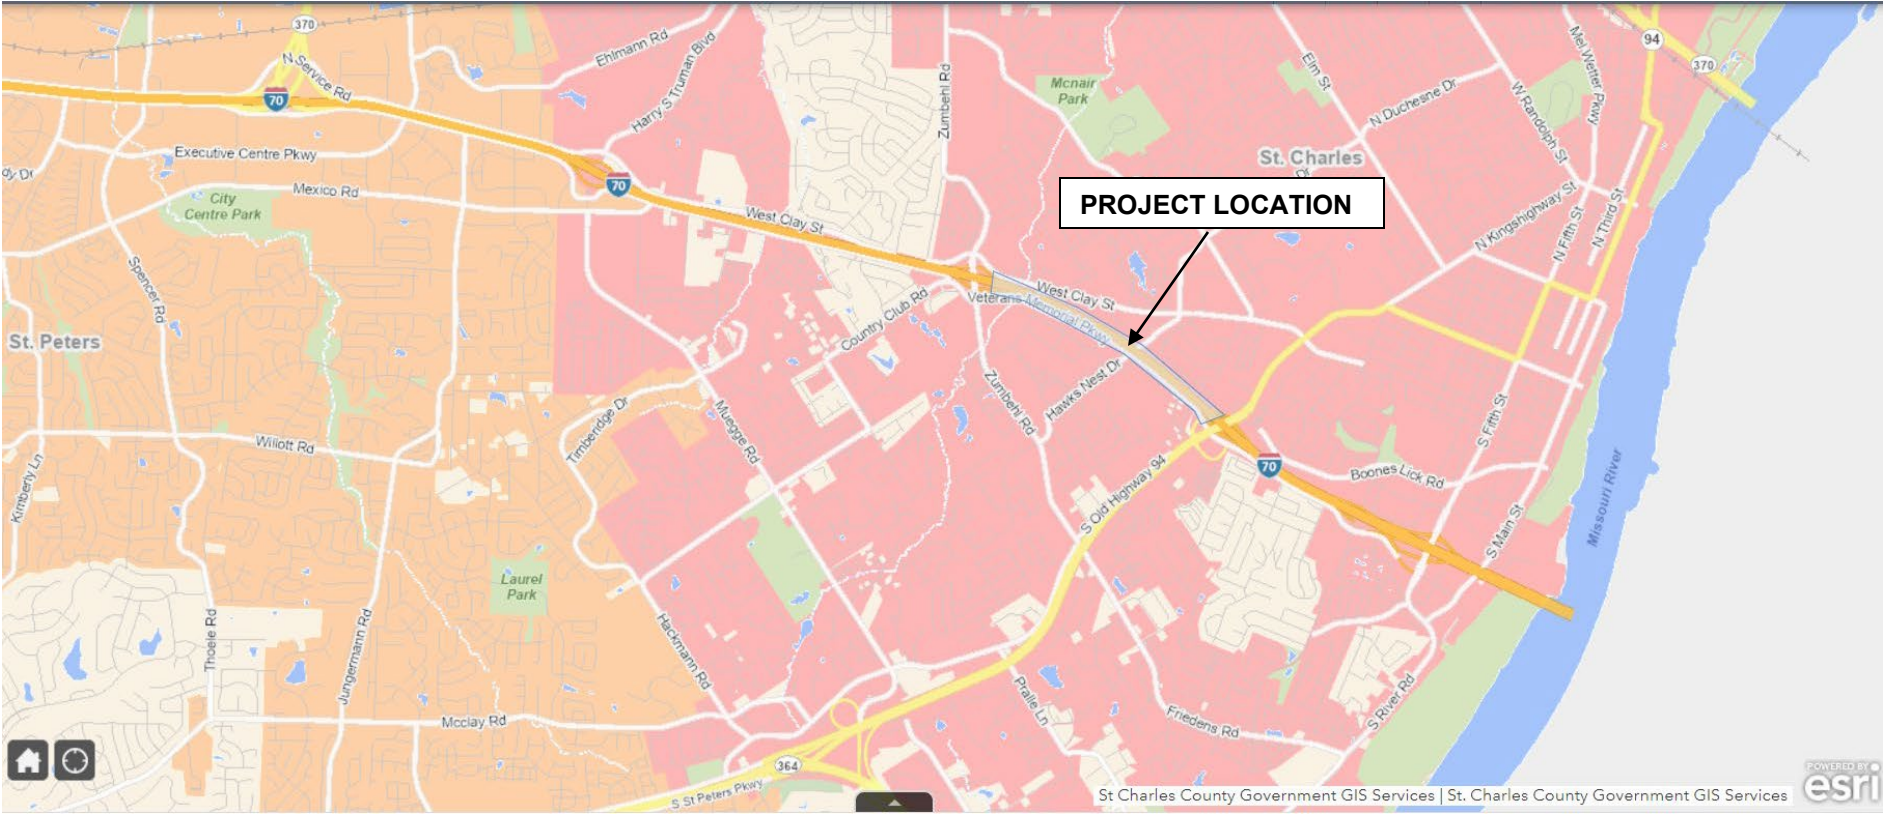 370
Ehlmann Rd
Harry S Truman Blvd
N Service Rd
70
Executive Centre Pkwy
dy Dr
Mexico Rd
City
Centre Park
70
West Clay St
Zumbehl Rd
Mcnair
Park
Elm St
N Duchesne Dr
W Randolph St
Mel Wetter Pkwy
94
370
St. Charles
Dr
PROJECT LOCATION
N Kingshighway St
N Fifth St
N Third St
Spencer Rd
St. Peters
Country Club Rd
Veterans Memorial Pkwy
West Clay St
Hawks Nest Dr
Zumbehl Rd
Muegge Rd
Timberidge Dr
Willott Rd
Kimberly Ln
S Old Highway 94
70
Boones Lick Rd
S Fifth St
S Main St
Missouri River
Laurel
Park
Thoele Rd
Jungermann Rd
Hackmann Rd
Mcclay Rd
Pralle Ln
Friedens Rd
S River Rd
364
S St Peters Pkwy
St Charles County Government GIS Services | St. Charles County Government GIS Services
POWERED BY
esri